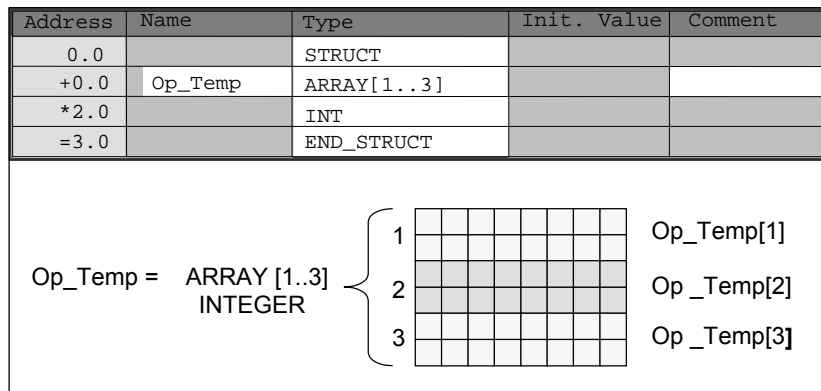 Address Name Type Init. Value Comment
0.0 STRUCT
+0.0 Op_Temp ARRAY[1..3]
*2.0 INT
=3.0 END_STRUCT
1 Op_Temp[1]
Op_Temp = ARRAY [1..3] 2 Op _Temp[2]
INTEGER
3 Op _Temp[3]